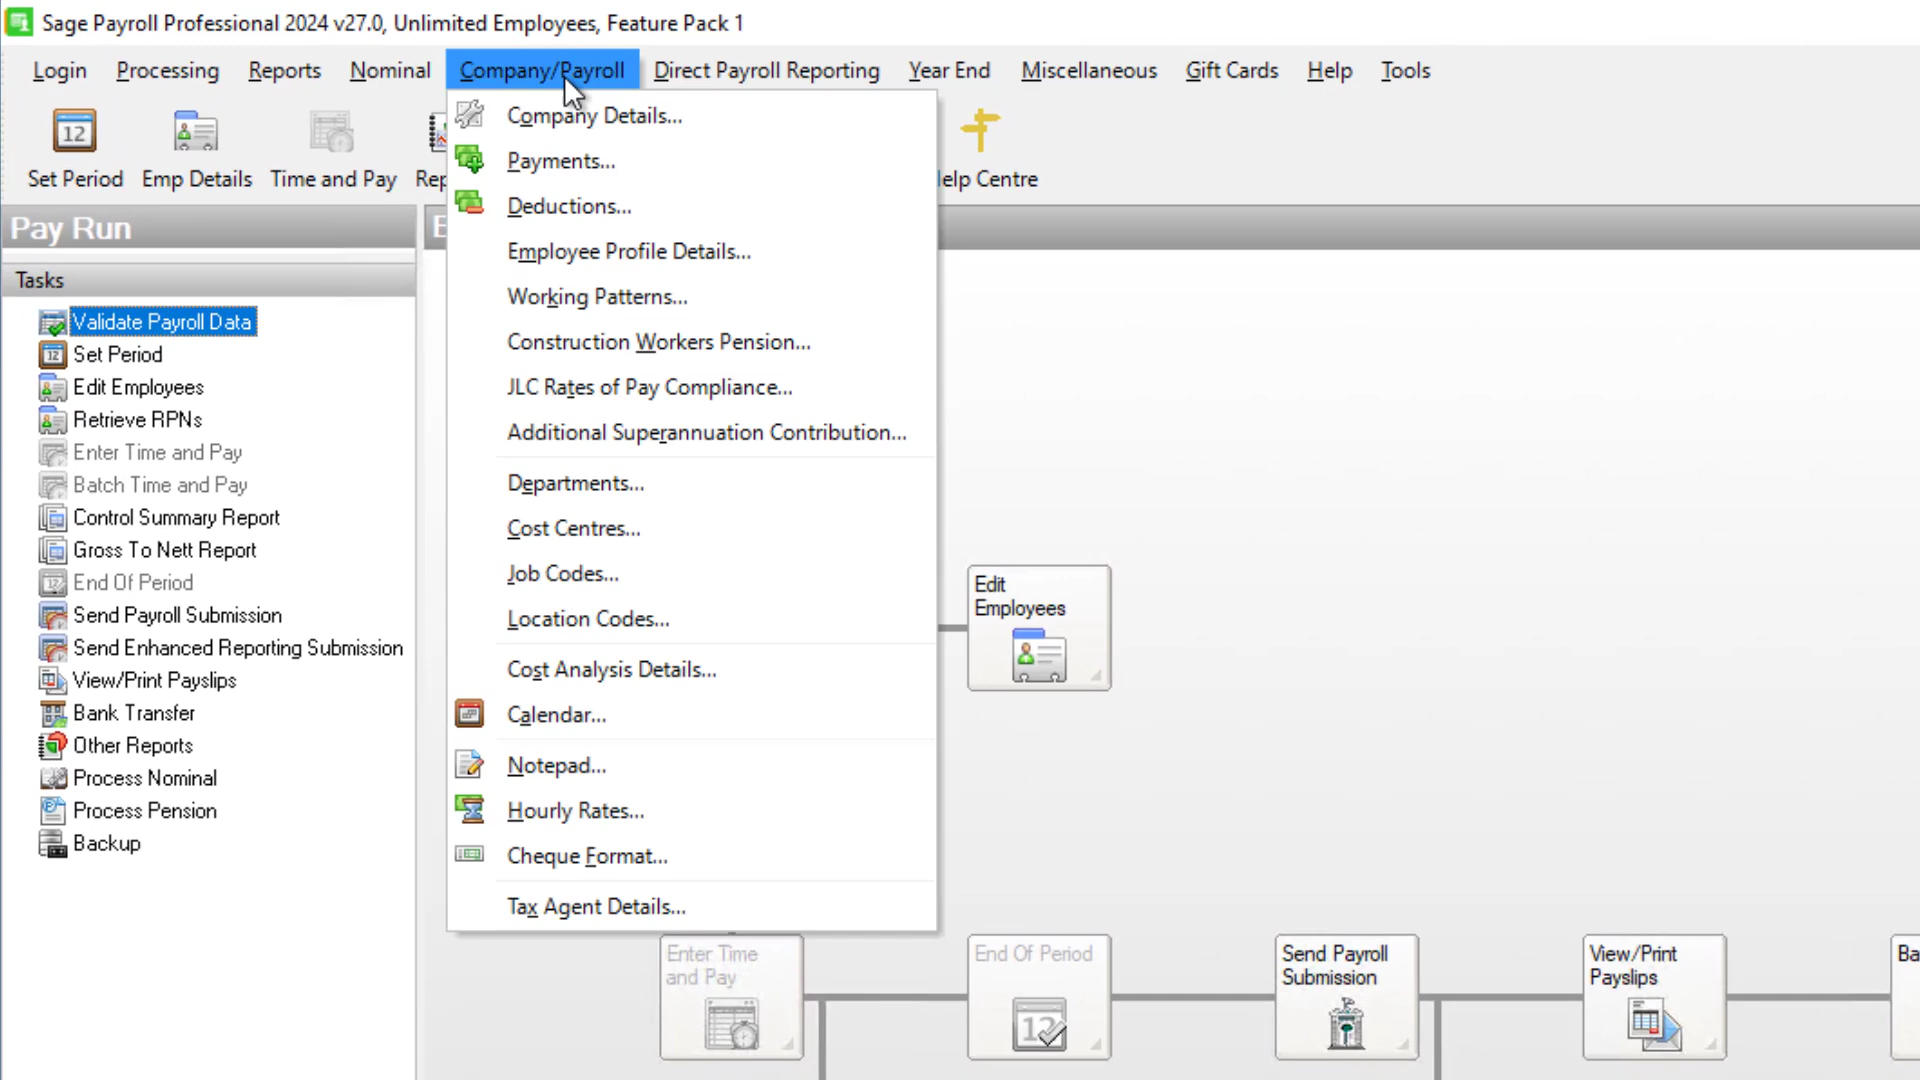 Sage Payroll Professional 2024 v27.0, Unlimited Employees, Feature Pack 1
Login Processing Reports Nominal Company/Payroll Direct Payroll Reporting Year End Miscellaneous Gift Cards Help Tools
12
Set Period Emp Details Time and Pay
Company Details...
Payments...
Deductions...
Employee Profile Details...
Working Patterns...
Construction Workers Pension...
JLC Rates of Pay Compliance...
Additional Superannuation Contribution...
Departments...
Cost Centres...
Job Codes...
Location Codes...
Cost Analysis Details...
Calendar...
Notepad...
Hourly Rates...
Cheque Format...
Tax Agent Details...
Centre
Pay Run
Tasks
Validate Payroll Data
Set Period
Edit Employees
Retrieve RPNs
Enter Time and Pay
Batch Time and Pay
Control Summary Report
Gross To Nett Report
End Of Period
Send Payroll Submission
Send Enhanced Reporting Submission
View/Print Payslips
Bank Transfer
Other Reports
Process Nominal
Process Pension
Backup
Edit
Employees
Enter Time
and Pay
End Of Period
12
Send Payroll
Submission
View/Print
Payslips